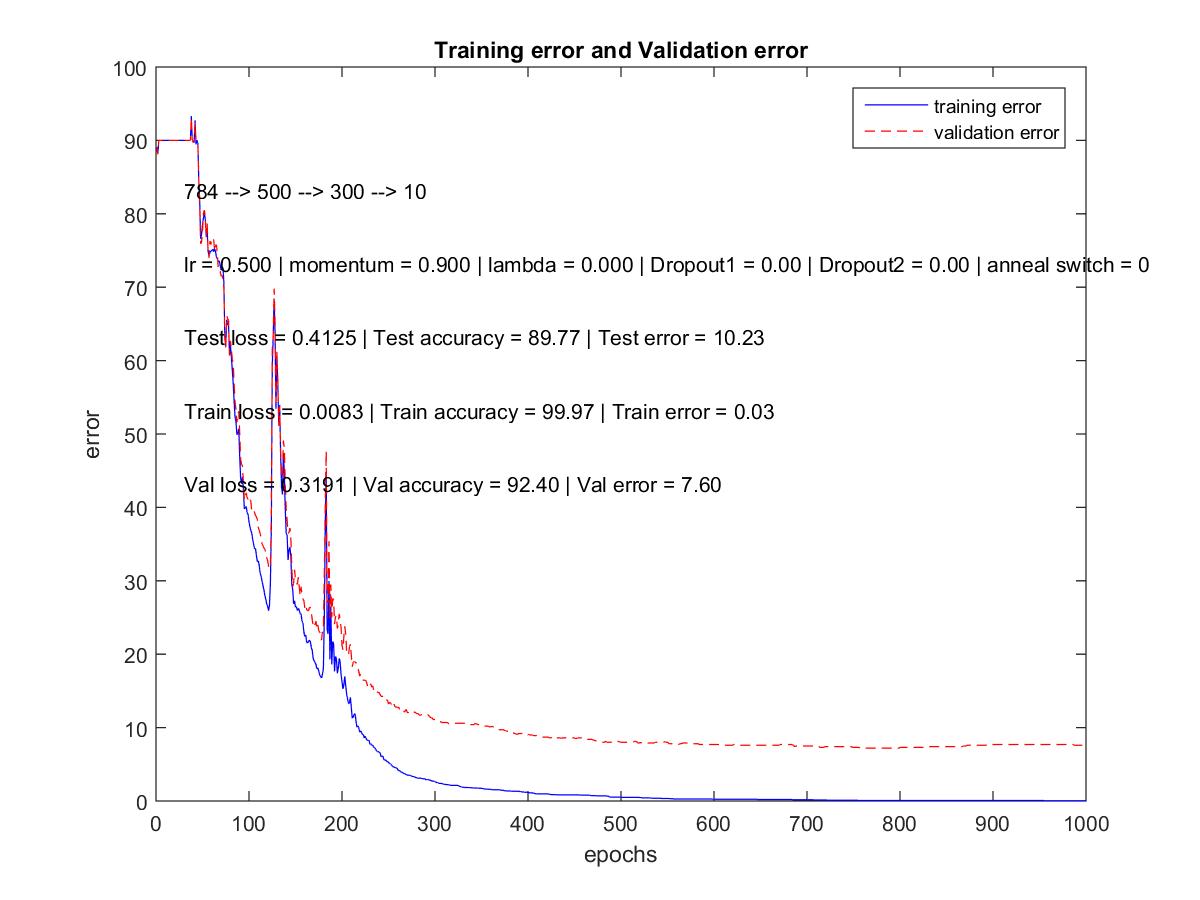 Training error and Validation error
100
90
80
70
60
50
40
30
20
10
0
error
training error
validation error
784 --> 500 --> 300 --> 10
lr = 0.500 | momentum = 0.900 | lambda = 0.000 | Dropout1 = 0.00 | Dropout2 = 0.00 | anneal switch = 0
Test loss = 0.4125 | Test accuracy = 89.77 | Test error = 10.23
Train loss = 0.0083 | Train accuracy = 99.97 | Train error = 0.03
Val loss = 0.3191 | Val accuracy = 92.40 | Val error = 7.60
0 100 200 300 400 500 600 700 800 900 1000
epochs